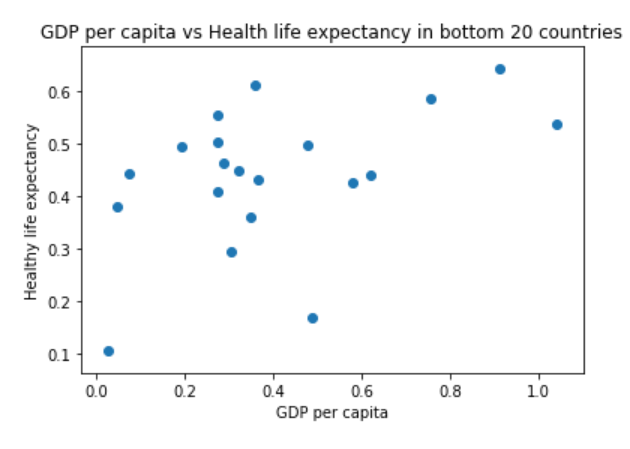 GDP per capita vs Health life expectancy in bottom 20 countries
Healthy life expectancy
0.6
0.5
0.4
0.3
0.2
0.1
0.0 0.2 0.4 0.6 0.8 1.0
GDP per capita